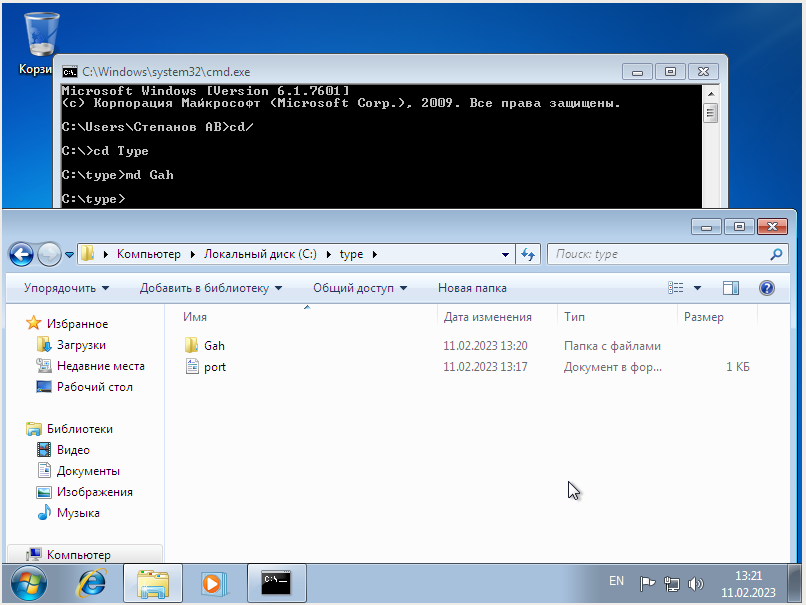 Корзи
C:\Windows\system32\cmd.exe
Microsoft Windows [Version 6.1.7601]
(c) Корпорация Майкрософт (Microsoft Corp.), 2009. Все права защищены.
C:\Users\Степанов АВ>cd/
C:\>cd Type
C:\type>md Gah
C:\type>
Компьютер Локальный диск (C:) type
Поиск: type
Упорядочить Добавить в библиотеку Общий доступ Новая папка
Имя Дата изменения Тип Размер
Избранное
Загрузки
Недавние места
Рабочий стол
Библиотеки
Видео
Документы
Изображения
Музыка
Компьютер
Gah 11.02.2023 13:20 Папка с файлами
port 11.02.2023 13:17 Документ в фор... 1 КБ
C:\_
EN
13:21
11.02.2023